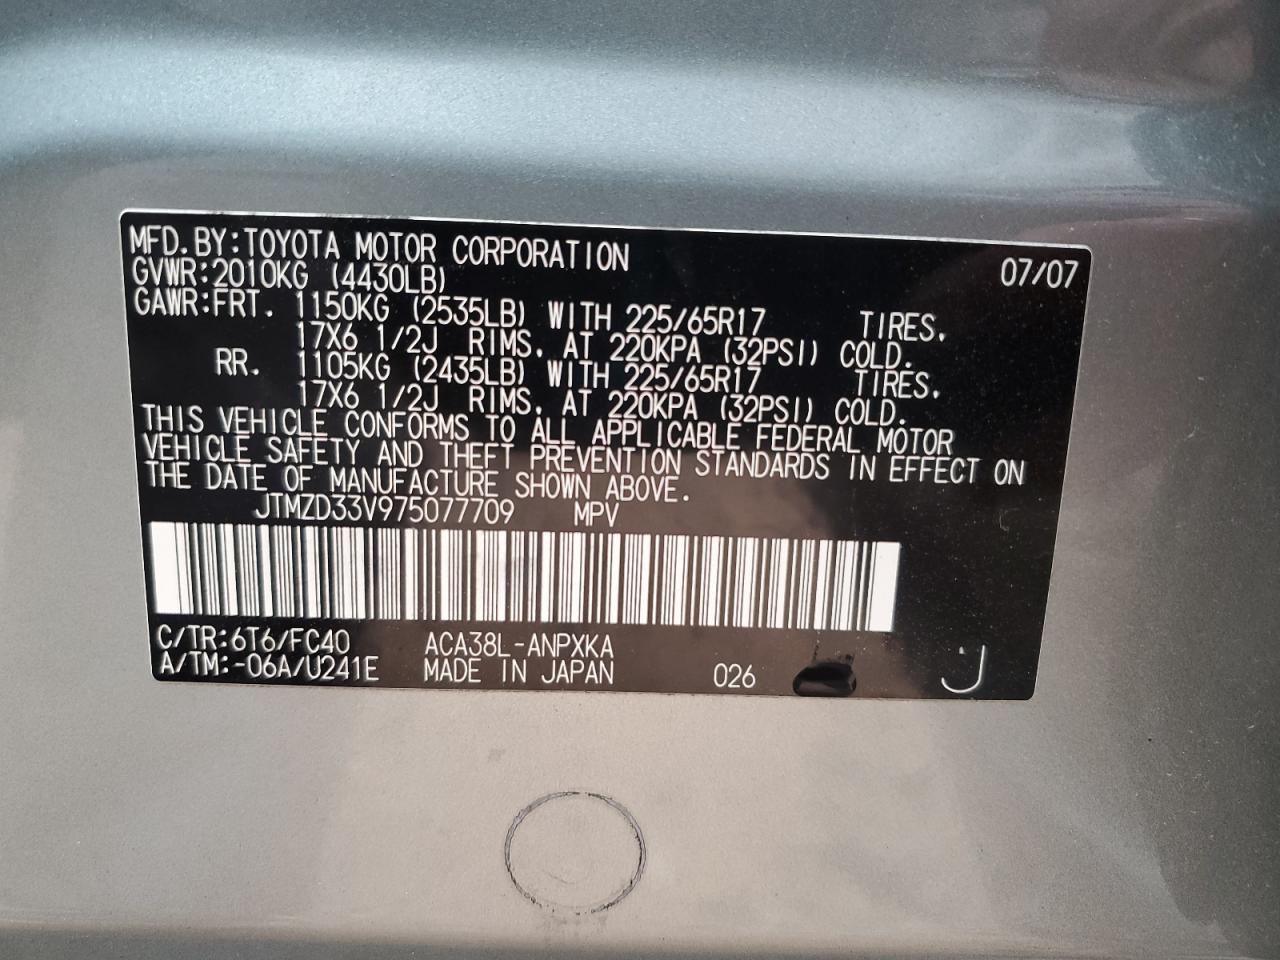 MFD.BY:TOYOTA MOTOR CORPORATION 07/07
GVWR:2010KG (4430LB)
GAWR:FRT. 1150KG (2535LB) WITH 225/65R17 TIRES,
17X6 1/2J RIMS, AT 220KPA (32PSI) COLD.
RR. 1105KG (2435LB) WITH 225/65R17 TIRES,
17X6 1/2J RIMS, AT 220KPA (32PSI) COLD.
THIS VEHICLE CONFORMS TO ALL APPLICABLE FEDERAL MOTOR
VEHICLE SAFETY AND THEFT PREVENTION STANDARDS IN EFFECT ON
THE DATE OF MANUFACTURE SHOWN ABOVE.
JTMZD33V975077709 MPV
C/TR:6T6/FC40 ACA38L-ANPXKA
A/TM:-06A/U241E MADE IN JAPAN 026 J